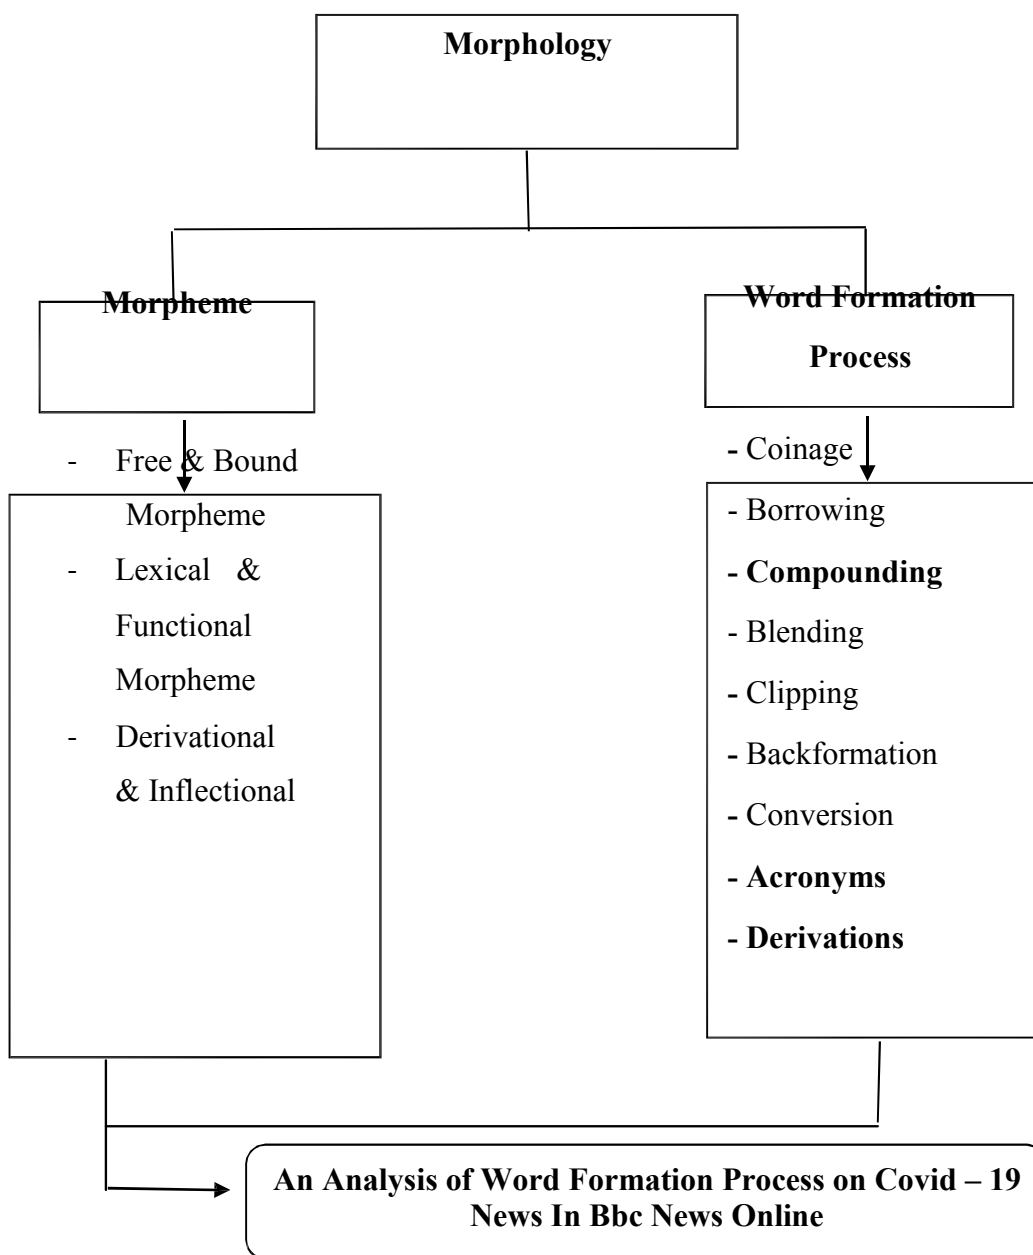 Morphology
Morpheme
Word Formation
Process
- Free & Bound
Morpheme
- Lexical &
Functional
Morpheme
- Derivational
& Inflectional
- Coinage
- Borrowing
- Compounding
- Blending
- Clipping
- Backformation
- Conversion
- Acronyms
- Derivations
An Analysis of Word Formation Process on Covid – 19
News In Bbc News Online